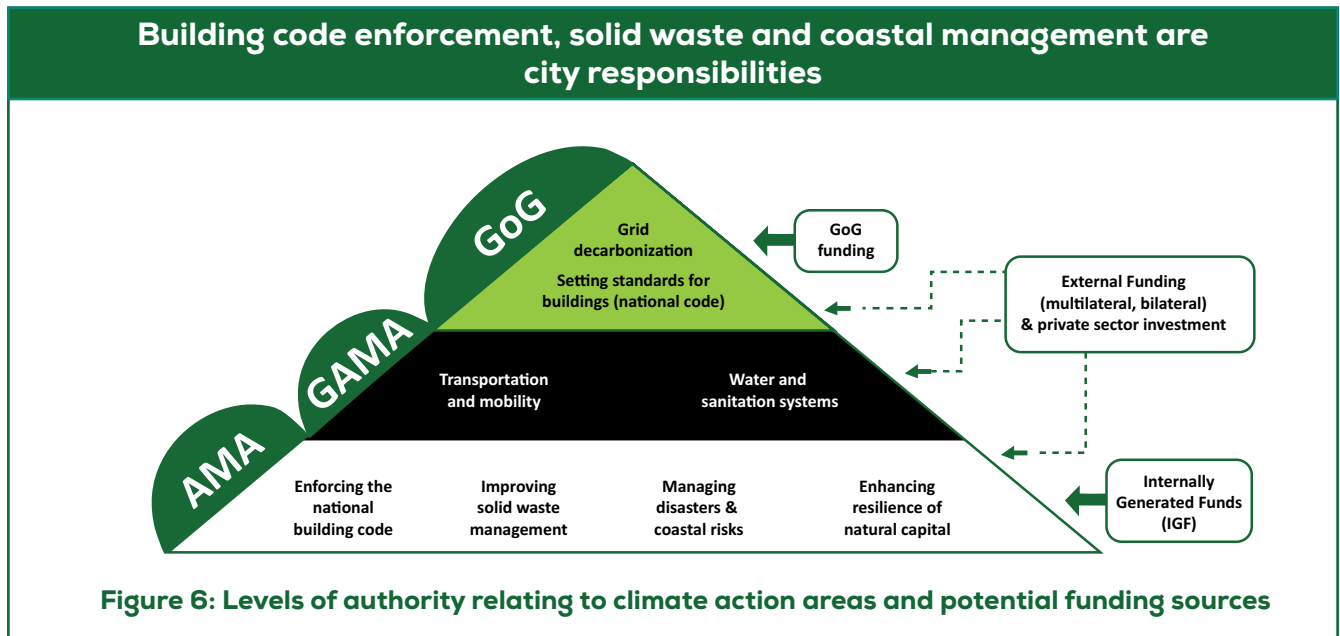 Building code enforcement, solid waste and coastal management are
city responsibilities
GoG
Grid
decarbonization
Setting standards for
buildings (national code)
GoG
funding
External Funding
(multilateral, bilateral)
& private sector investment
GAMA
Transportation
and mobility
Water and
sanitation systems
AMA
Enforcing the
national
building code
Improving
solid waste
management
Managing
disasters &
coastal risks
Enhancing
resilience of
natural capital
Internally
Generated Funds
(IGF)
Figure 6: Levels of authority relating to climate action areas and potential funding sources